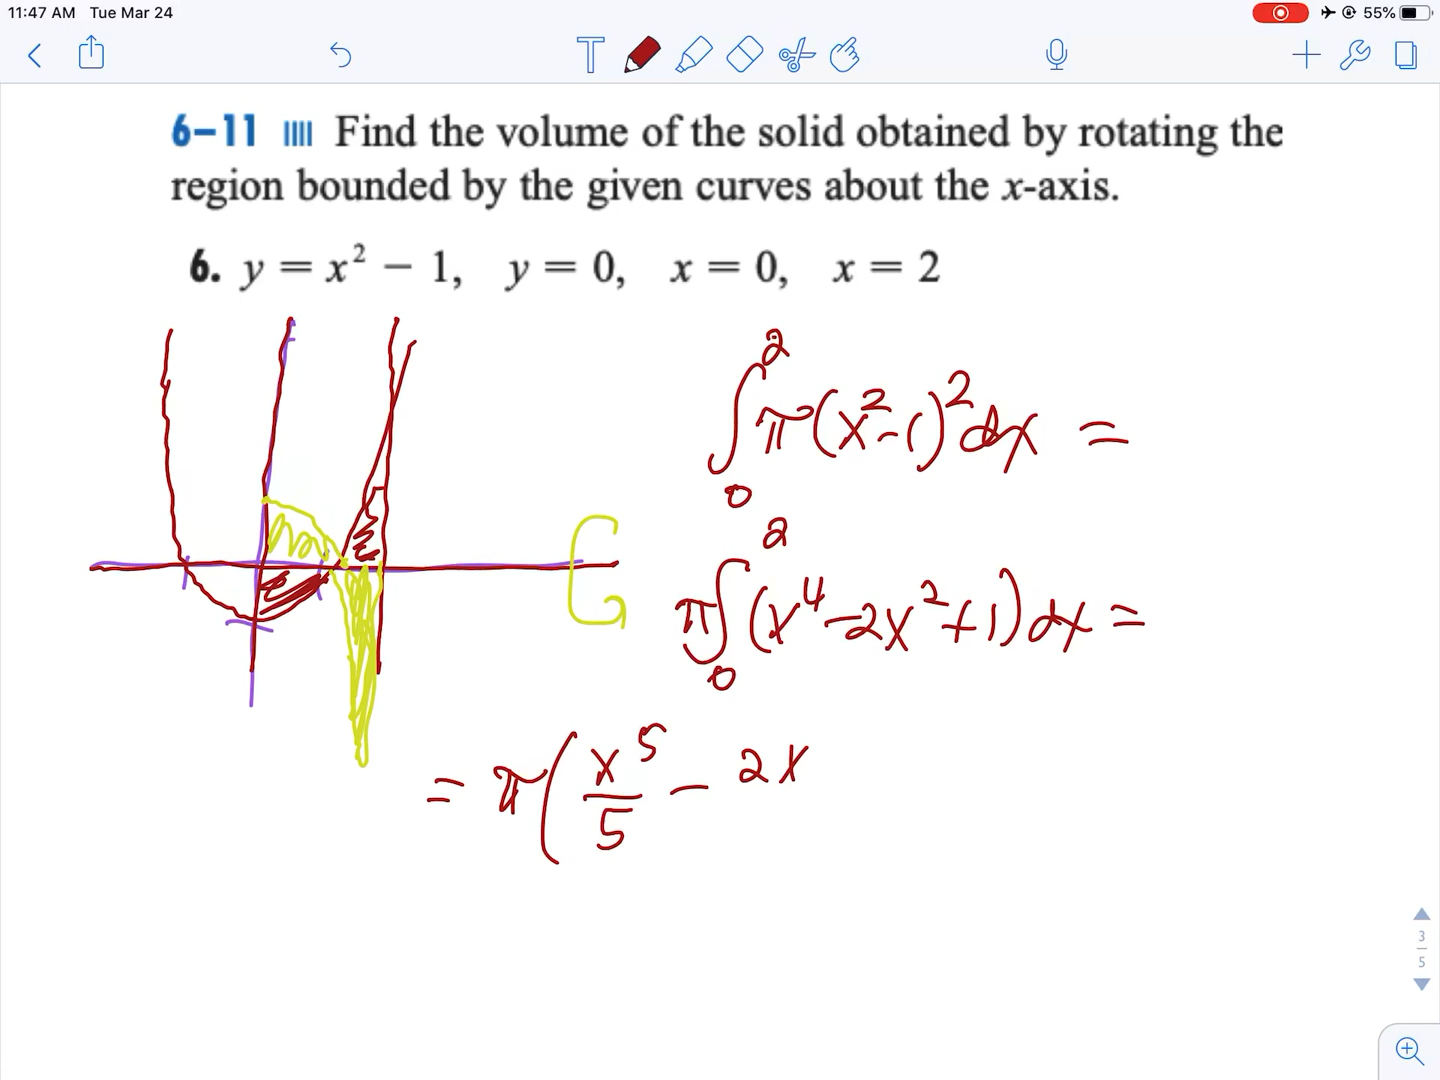 11:47 AM Tue Mar 24
55%
6–11 Find the volume of the solid obtained by rotating the
region bounded by the given curves about the x-axis.
6. y = x² − 1, y = 0, x = 0, x = 2
∫₀² π(x²-1)² dx =
π∫₀² (x⁴-2x²+1) dx =
= π( x⁵/5 - 2x
3
5